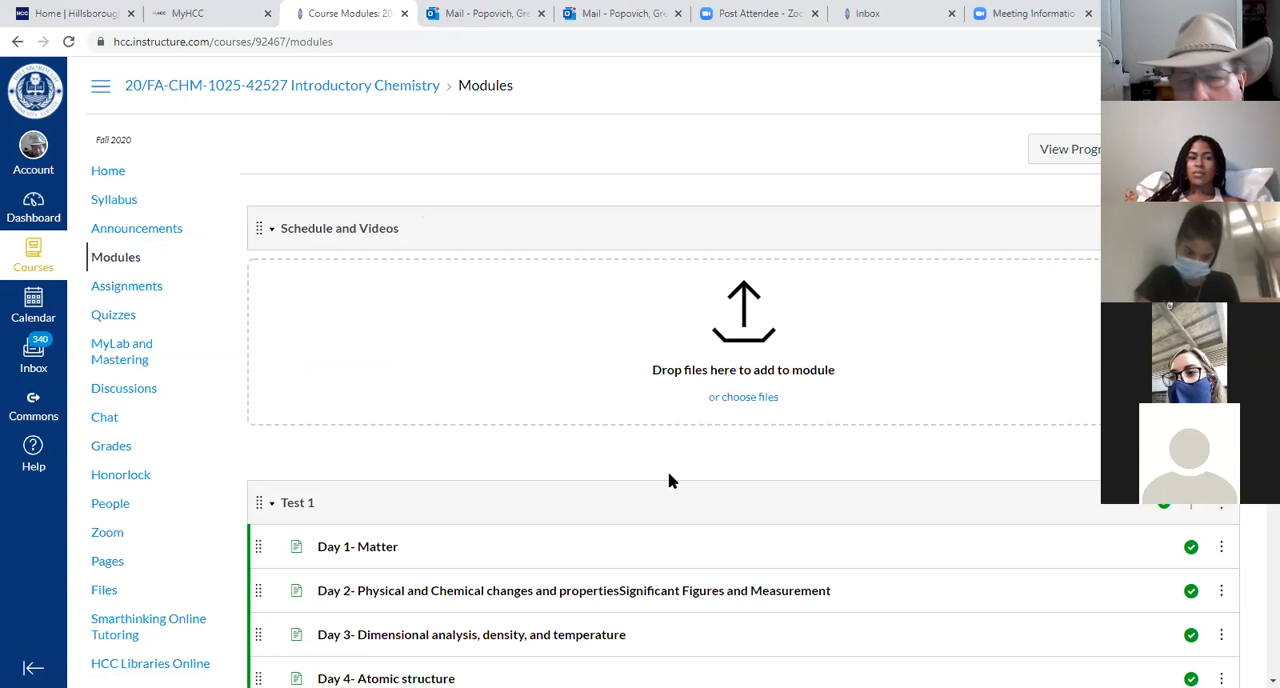 Home | Hillsboroug
MyHCC
Course Modules: 20
Mail - Popovich, Gre
Mail - Popovich, Gre
Post Attendee - Zoo
Inbox
Meeting Informatio
hcc.instructure.com/courses/92467/modules
20/FA-CHM-1025-42527 Introductory Chemistry > Modules
Fall 2020
View Progr
Account
Dashboard
Courses
Calendar
340
Inbox
Commons
Help
Home
Syllabus
Announcements
Modules
Assignments
Quizzes
MyLab and
Mastering
Discussions
Chat
Grades
Honorlock
People
Zoom
Pages
Files
Smarthinking Online
Tutoring
HCC Libraries Online
Schedule and Videos
Drop files here to add to module
or choose files
Test 1
Day 1- Matter
Day 2- Physical and Chemical changes and propertiesSignificant Figures and Measurement
Day 3- Dimensional analysis, density, and temperature
Day 4- Atomic structure